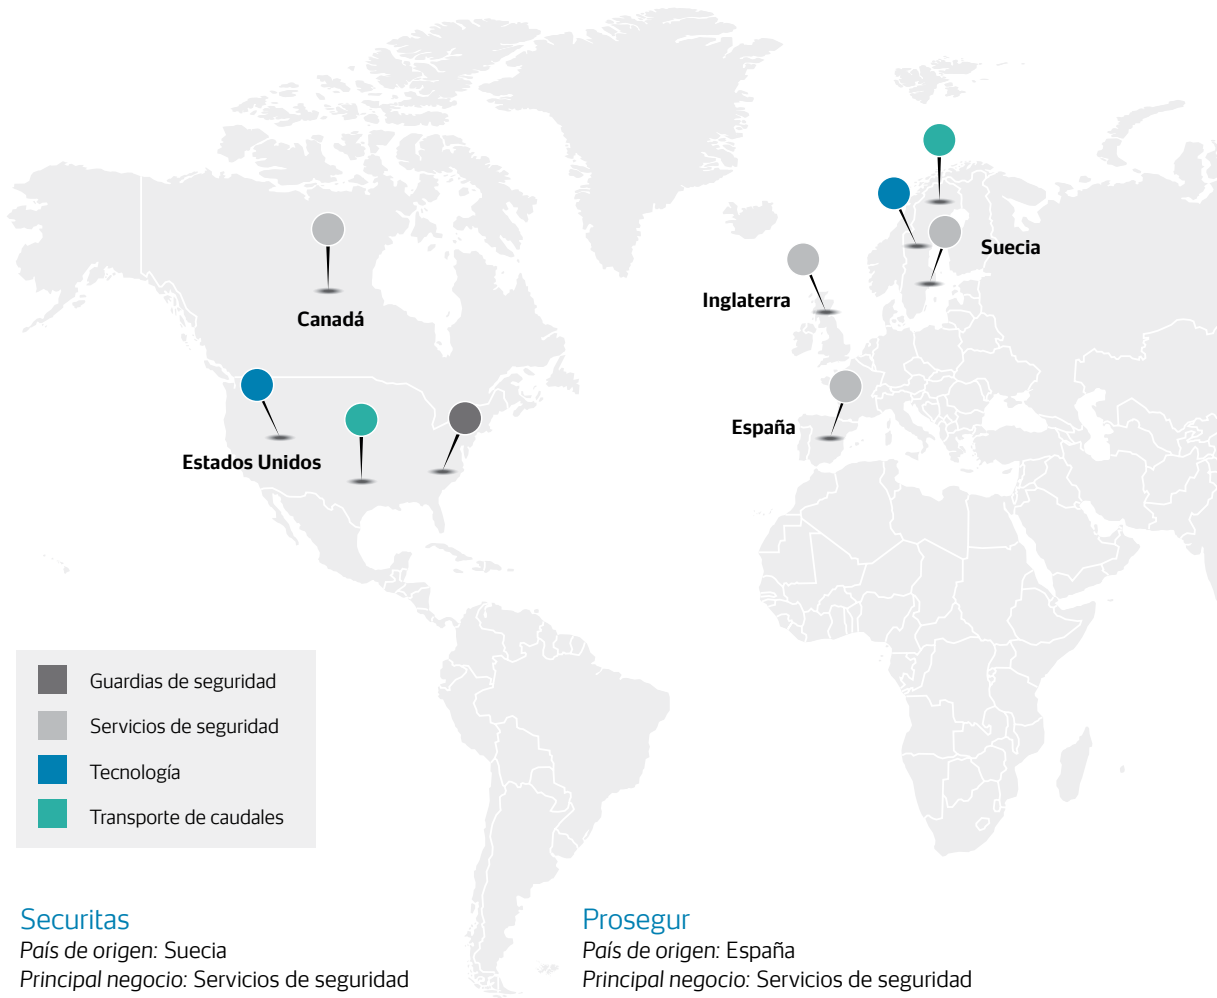 Suecia
Inglaterra
Canadá
España
Estados Unidos
Guardias de seguridad
Servicios de seguridad
Tecnología
Transporte de caudales
Securitas
País de origen: Suecia
Principal negocio: Servicios de seguridad
Prosegur
País de origen: España
Principal negocio: Servicios de seguridad